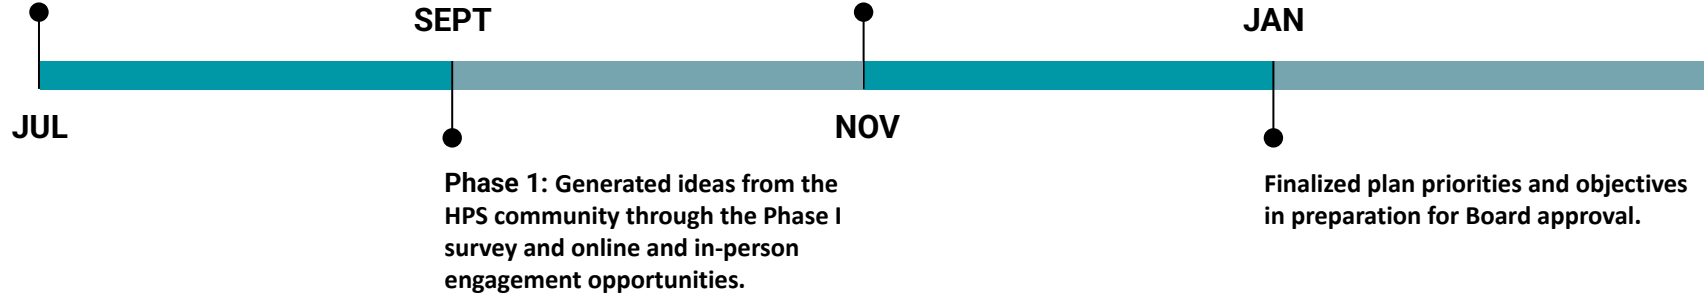 SEPT
JAN
JUL
NOV
Phase 1: Generated ideas from the
HPS community through the Phase I
survey and online and in-person
engagement opportunities.
Finalized plan priorities and objectives
in preparation for Board approval.